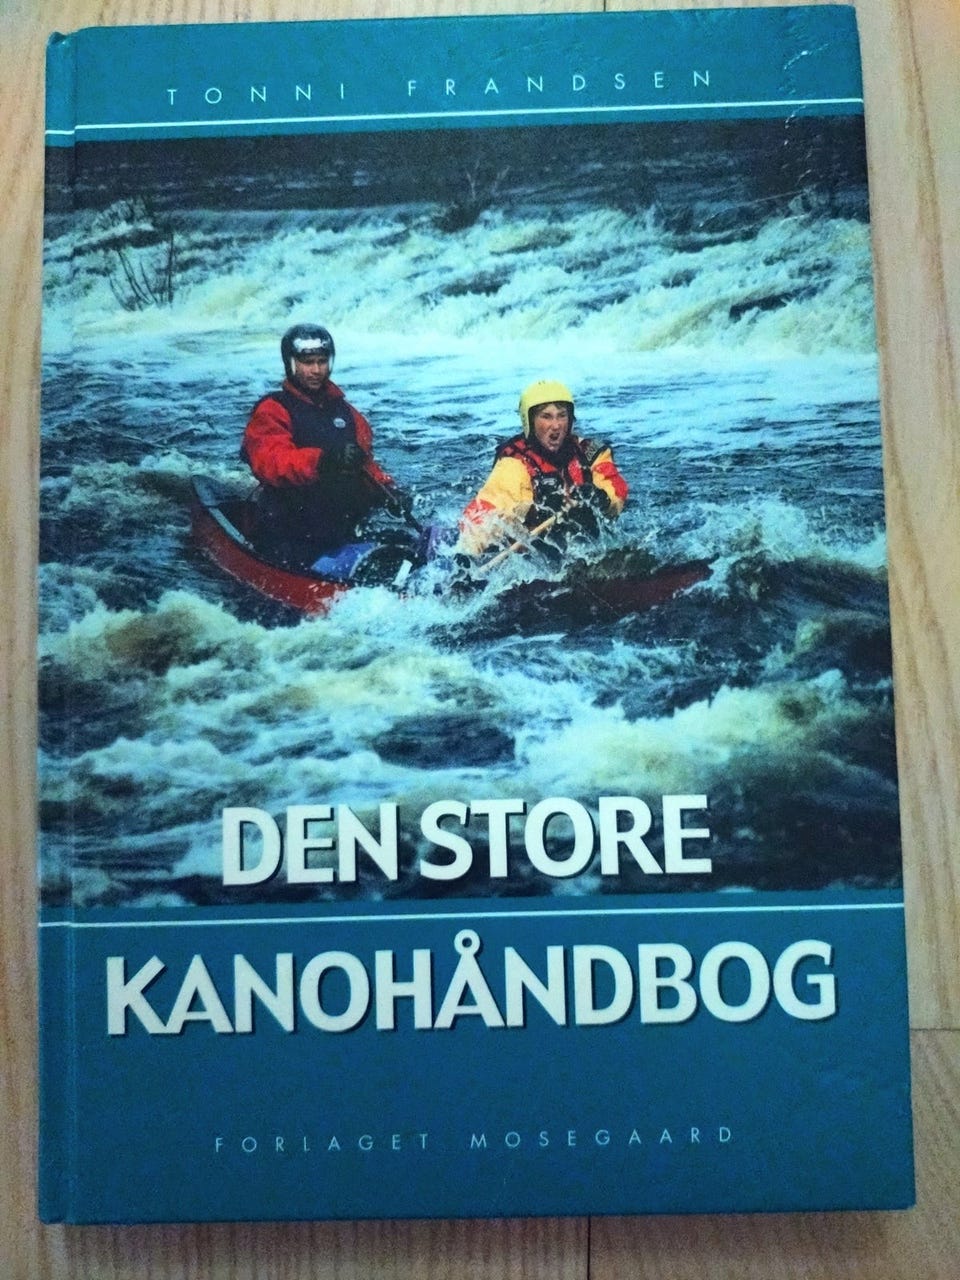 TONNI FRANDSEN
DEN STORE
KANOHÅNDBOG
FORLAGET MOSEGAARD